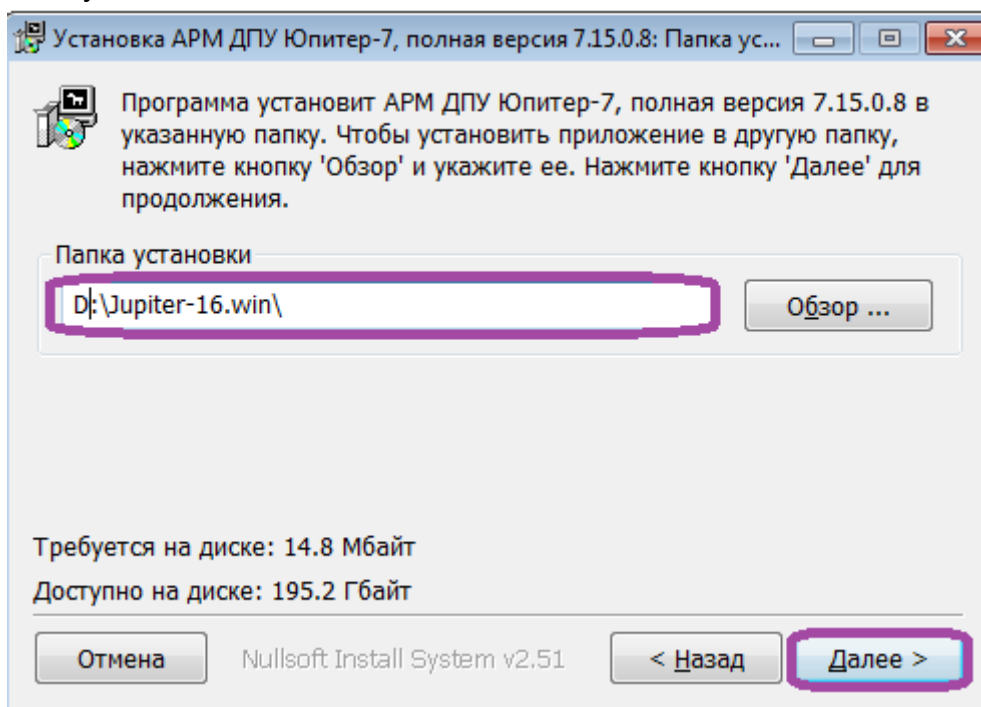 Установка АРМ ДПУ Юпитер-7, полная версия 7.15.0.8: Папка ус...
Программа установит АРМ ДПУ Юпитер-7, полная версия 7.15.0.8 в
указанную папку. Чтобы установить приложение в другую папку,
нажмите кнопку 'Обзор' и укажите ее. Нажмите кнопку 'Далее' для
продолжения.
Папка установки
D:\Jupiter-16.win\
Обзор ...
Требуется на диске: 14.8 Мбайт
Доступно на диске: 195.2 Гбайт
Отмена
Nullsoft Install System v2.51
< Назад
Далее >